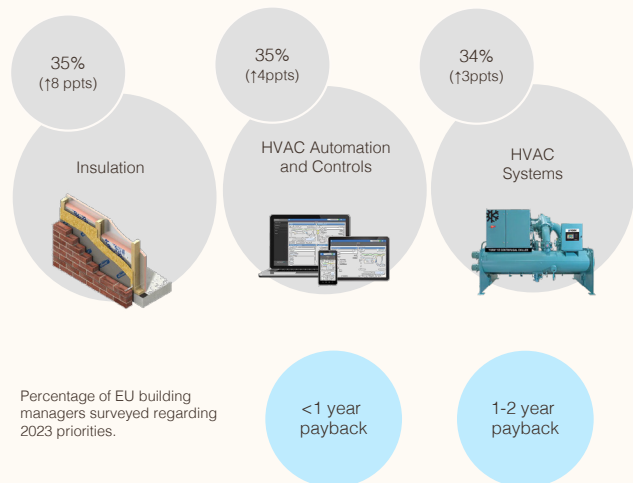 35%
(↑8 ppts)
35%
(↑4ppts)
34%
(↑3ppts)
Insulation
HVAC Automation
and Controls
HVAC
Systems
Percentage of EU building
managers surveyed regarding
2023 priorities.
<1 year
payback
1-2 year
payback